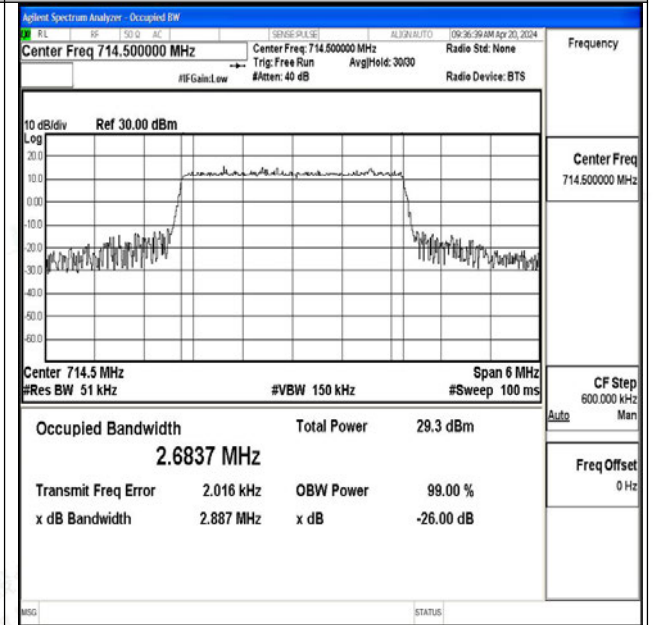 Agilent Spectrum Analyzer - Occupied BW
RL RF 50 Ω AC SENSE:PULSE ALIGN AUTO 09:36:39 AM Apr 20, 2024
Center Freq 714.500000 MHz
Center Freq: 714.500000 MHz Radio Std: None
Trig: Free Run Avg|Hold: 30/30
#IFGain:Low #Atten: 40 dB Radio Device: BTS
10 dB/div Ref 30.00 dBm
Log
20.0
10.0
0.00
-10.0
-20.0
-30.0
-40.0
-50.0
-60.0
Center 714.5 MHz Span 6 MHz
#Res BW 51 kHz #VBW 150 kHz #Sweep 100 ms
Occupied Bandwidth Total Power 29.3 dBm
2.6837 MHz
Transmit Freq Error 2.016 kHz OBW Power 99.00 %
x dB Bandwidth 2.887 MHz x dB -26.00 dB
MSG STATUS
Frequency
Center Freq
714.500000 MHz
CF Step
600.000 kHz
Auto Man
Freq Offset
0 Hz